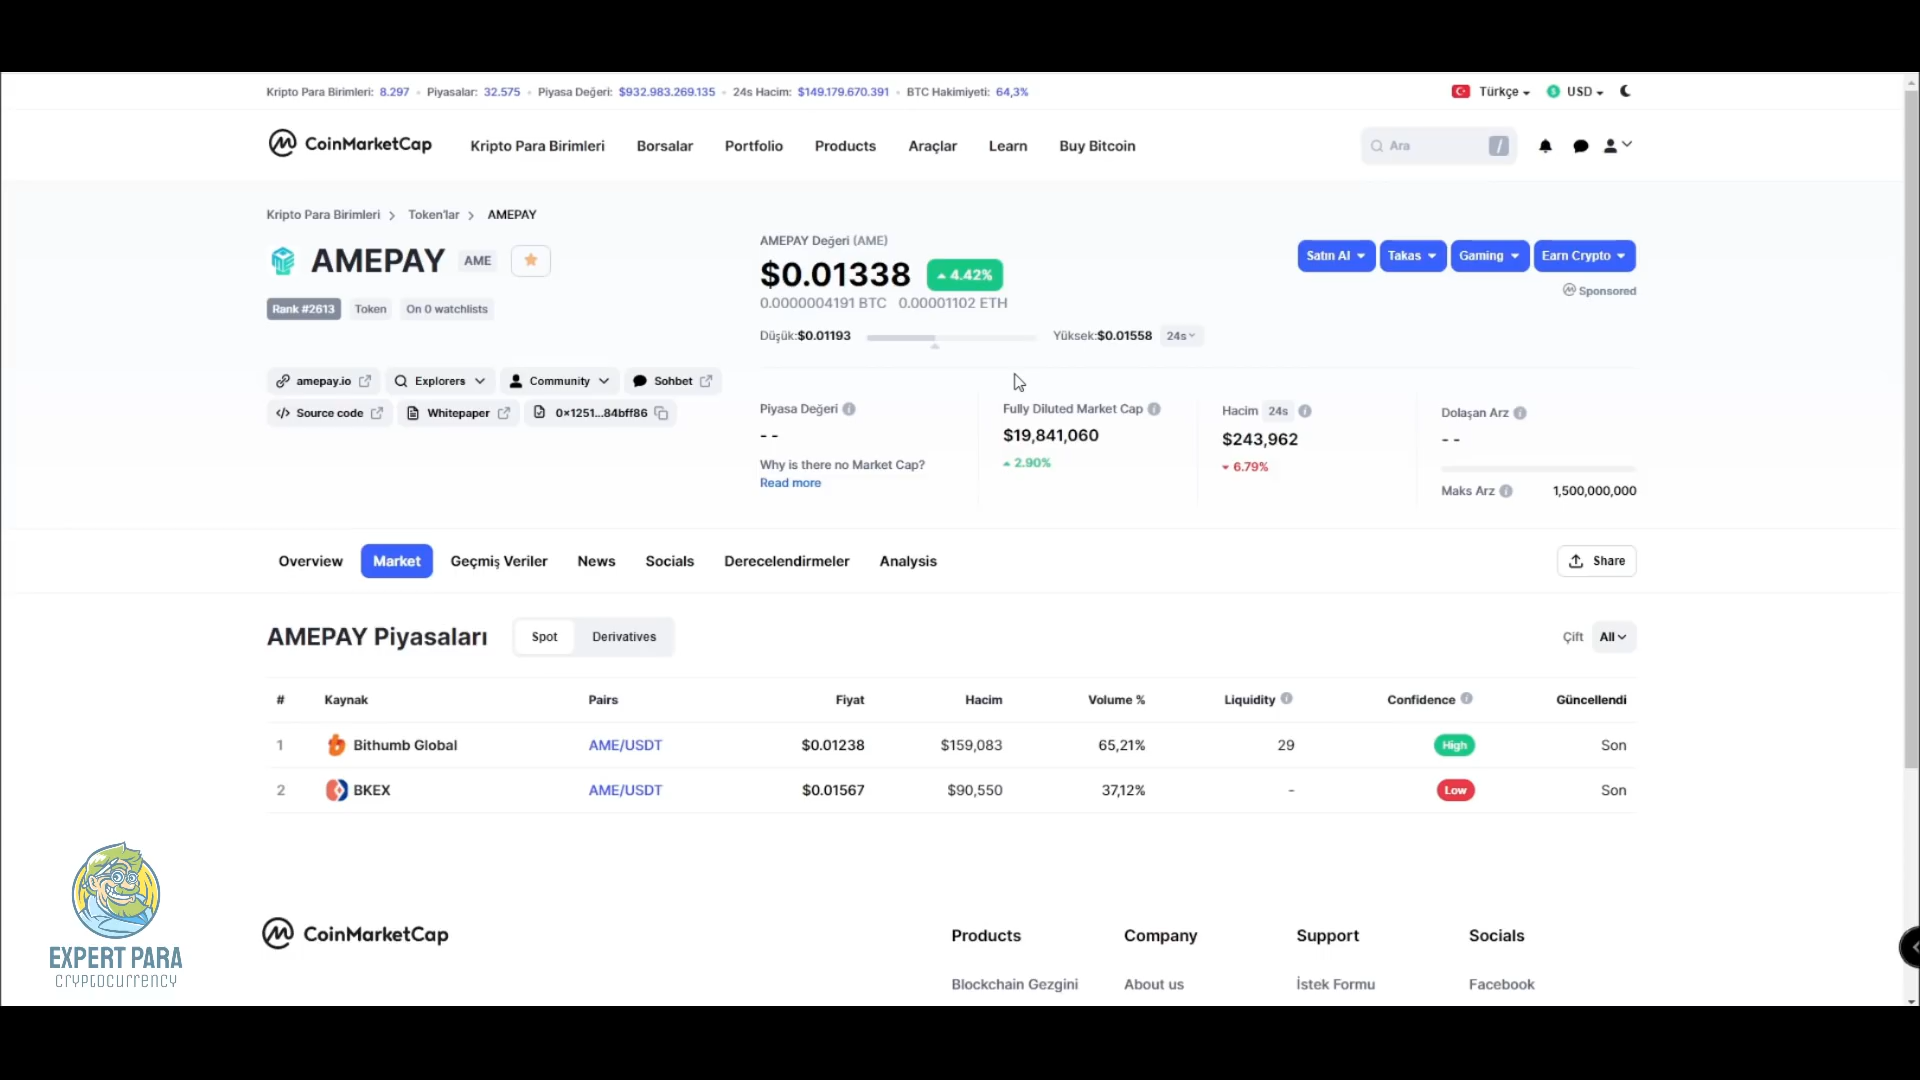 Kripto Para Birimleri: 8.297 • Piyasalar: 32.575 • Piyasa Değeri: $932.983.269.135 • 24s Hacim: $149.179.670.391 • BTC Hakimiyeti: 64,3% Türkçe USD
CoinMarketCap Kripto Para Birimleri Borsalar Portfolio Products Araçlar Learn Buy Bitcoin Ara /
Kripto Para Birimleri > Token'lar > AMEPAY
AMEPAY AME
Rank #2613 Token On 0 watchlists
amepay.io Explorers Community Sohbet
Source code Whitepaper 0x1251...84bff86
AMEPAY Değeri (AME)
$0.01338 4.42%
0.0000004191 BTC 0.00001102 ETH
Düşük:$0.01193 Yüksek:$0.01558 24s
Satın Al Takas Gaming Earn Crypto
Sponsored
Piyasa Değeri
- -
Why is there no Market Cap?
Read more
Fully Diluted Market Cap
$19,841,060
2.90%
Hacim 24s
$243,962
6.79%
Dolaşan Arz
- -
Maks Arz 1,500,000,000
Overview Market Geçmiş Veriler News Socials Derecelendirmeler Analysis Share
AMEPAY Piyasaları Spot Derivatives Çift All
# Kaynak Pairs Fiyat Hacim Volume % Liquidity Confidence Güncellendi
1 Bithumb Global AME/USDT $0.01238 $159,083 65,21% 29 High Son
2 BKEX AME/USDT $0.01567 $90,550 37,12% - Low Son
EXPERT PARA
CRYPTOCURRENCY
CoinMarketCap
Products Company Support Socials
Blockchain Gezgini About us İstek Formu Facebook